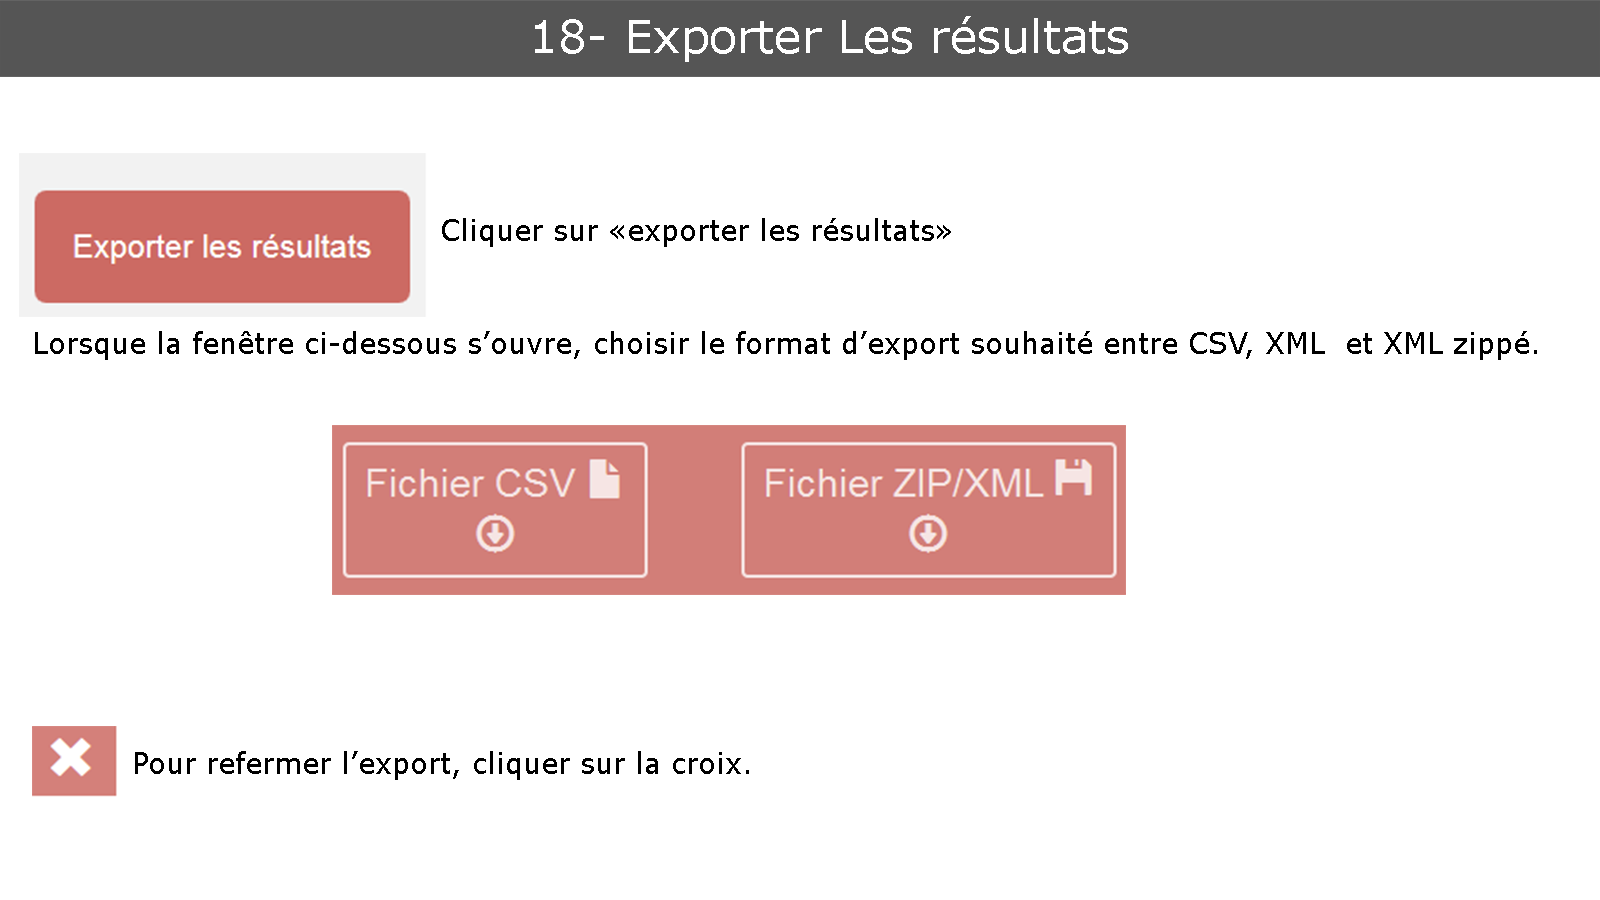 18- Exporter Les résultats
Exporter les résultats
Cliquer sur «exporter les résultats»
Lorsque la fenêtre ci-dessous s’ouvre, choisir le format d’export souhaité entre CSV, XML  et XML zippé.
Fichier CSV
Fichier ZIP/XML
Pour refermer l’export, cliquer sur la croix.